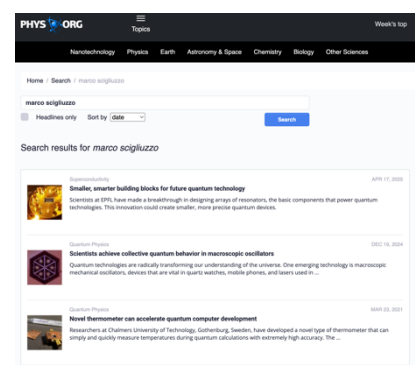 PHYS ORG
Topics
Week's top
Nanotechnology Physics Earth Astronomy & Space Chemistry Biology Other Sciences
Home / Search / marco scigliuzzo
marco scigliuzzo
Headlines only Sort by date
Search
Search results for marco scigliuzzo
Superconductivity APR 17, 2025
Smaller, smarter building blocks for future quantum technology
Scientists at EPFL have made a breakthrough in designing arrays of resonators, the basic components that power quantum
technologies. This innovation could create smaller, more precise quantum devices.
Quantum Physics DEC 19, 2024
Scientists achieve collective quantum behavior in macroscopic oscillators
Quantum technologies are radically transforming our understanding of the universe. One emerging technology is macroscopic
mechanical oscillators, devices that are vital in quartz watches, mobile phones, and lasers used in ...
Quantum Physics MAR 23, 2021
Novel thermometer can accelerate quantum computer development
Researchers at Chalmers University of Technology, Gothenburg, Sweden, have developed a novel type of thermometer that can
simply and quickly measure temperatures during quantum calculations with extremely high accuracy. The ...